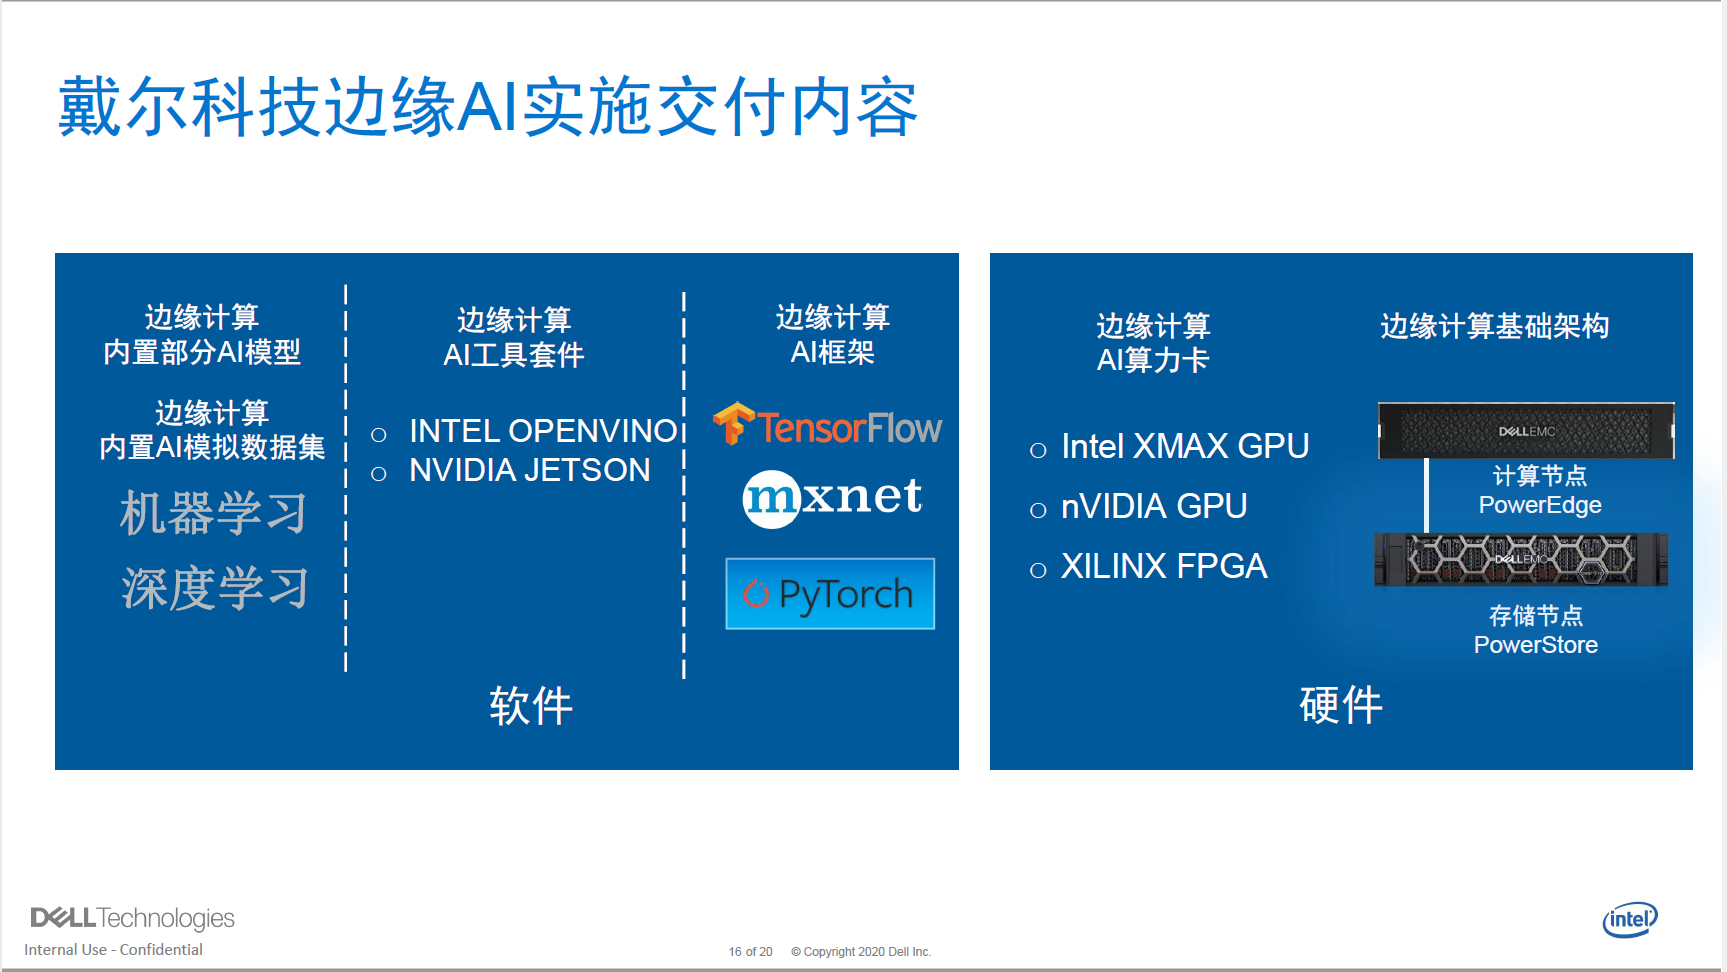 戴尔科技边缘AI实施交付内容
边缘计算
内置部分AI模型
边缘计算
内置AI模拟数据集
机器学习
深度学习
边缘计算
AI工具套件
○ INTEL OPENVINO
○ NVIDIA JETSON
边缘计算
AI框架
TensorFlow
mxnet
PyTorch
软件
边缘计算
AI算力卡
○ Intel XMAX GPU
○ nVIDIA GPU
○ XILINX FPGA
边缘计算基础架构
DELLEMC
计算节点
PowerEdge
DELLEMC
存储节点
PowerStore
硬件
DELLTechnologies
Internal Use - Confidential
16 of 20 © Copyright 2020 Dell Inc.
intel